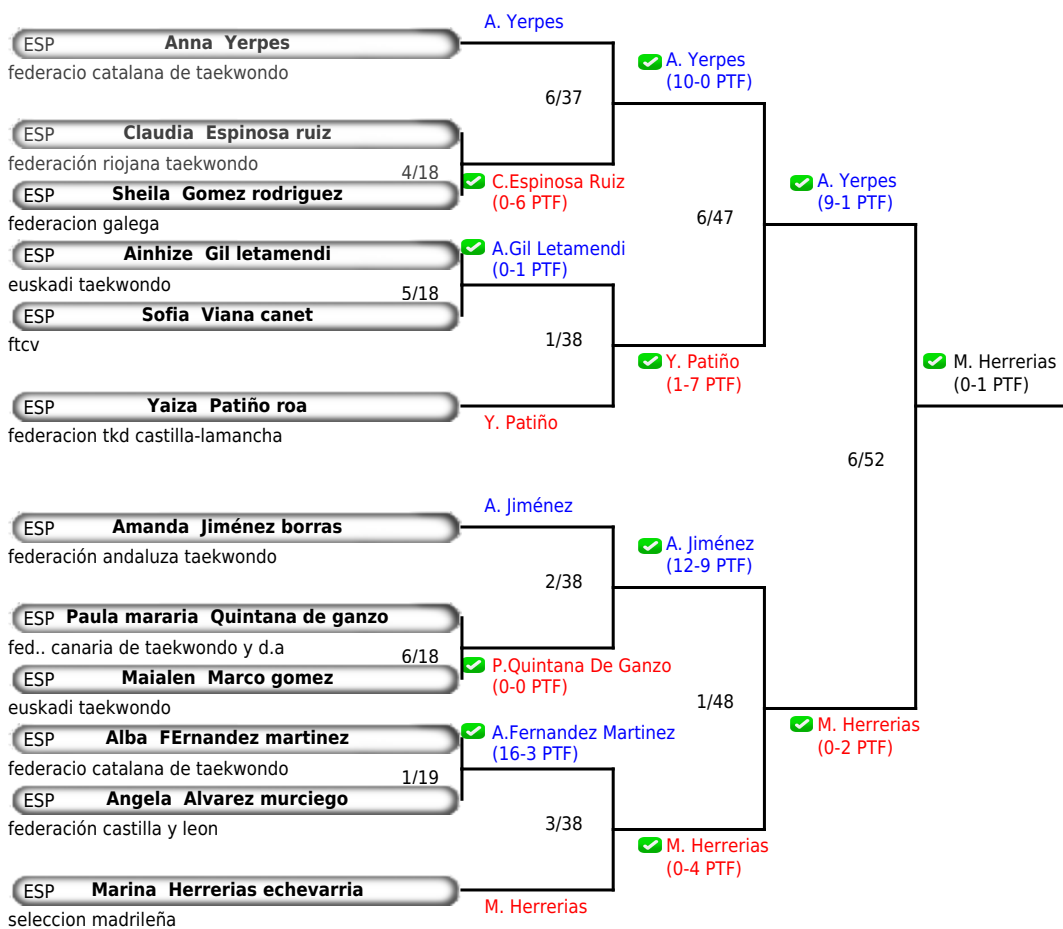 A. Yerpes
ESP Anna Yerpes
federacio catalana de taekwondo
A. Yerpes
(10-0 PTF)
6/37
ESP Claudia Espinosa ruiz
federación riojana taekwondo
4/18
C.Espinosa Ruiz
(0-6 PTF)
ESP Sheila Gomez rodriguez
federacion galega
A. Yerpes
(9-1 PTF)
6/47
ESP Ainhize Gil letamendi
euskadi taekwondo
A.Gil Letamendi
(0-1 PTF)
5/18
ESP Sofia Viana canet
ftcv
1/38
Y. Patiño
(1-7 PTF)
M. Herrerias
(0-1 PTF)
ESP Yaiza Patiño roa
federacion tkd castilla-lamancha
Y. Patiño
6/52
A. Jiménez
ESP Amanda Jiménez borras
federación andaluza taekwondo
A. Jiménez
(12-9 PTF)
2/38
ESP Paula mararia Quintana de ganzo
fed.. canaria de taekwondo y d.a
6/18
P.Quintana De Ganzo
(0-0 PTF)
ESP Maialen Marco gomez
euskadi taekwondo
1/48
M. Herrerias
(0-2 PTF)
ESP Alba FErnandez martinez
federacio catalana de taekwondo
A.Fernandez Martinez
(16-3 PTF)
1/19
ESP Angela Alvarez murciego
federación castilla y leon
3/38
M. Herrerias
(0-4 PTF)
ESP Marina Herrerias echevarria
seleccion madrileña
M. Herrerias